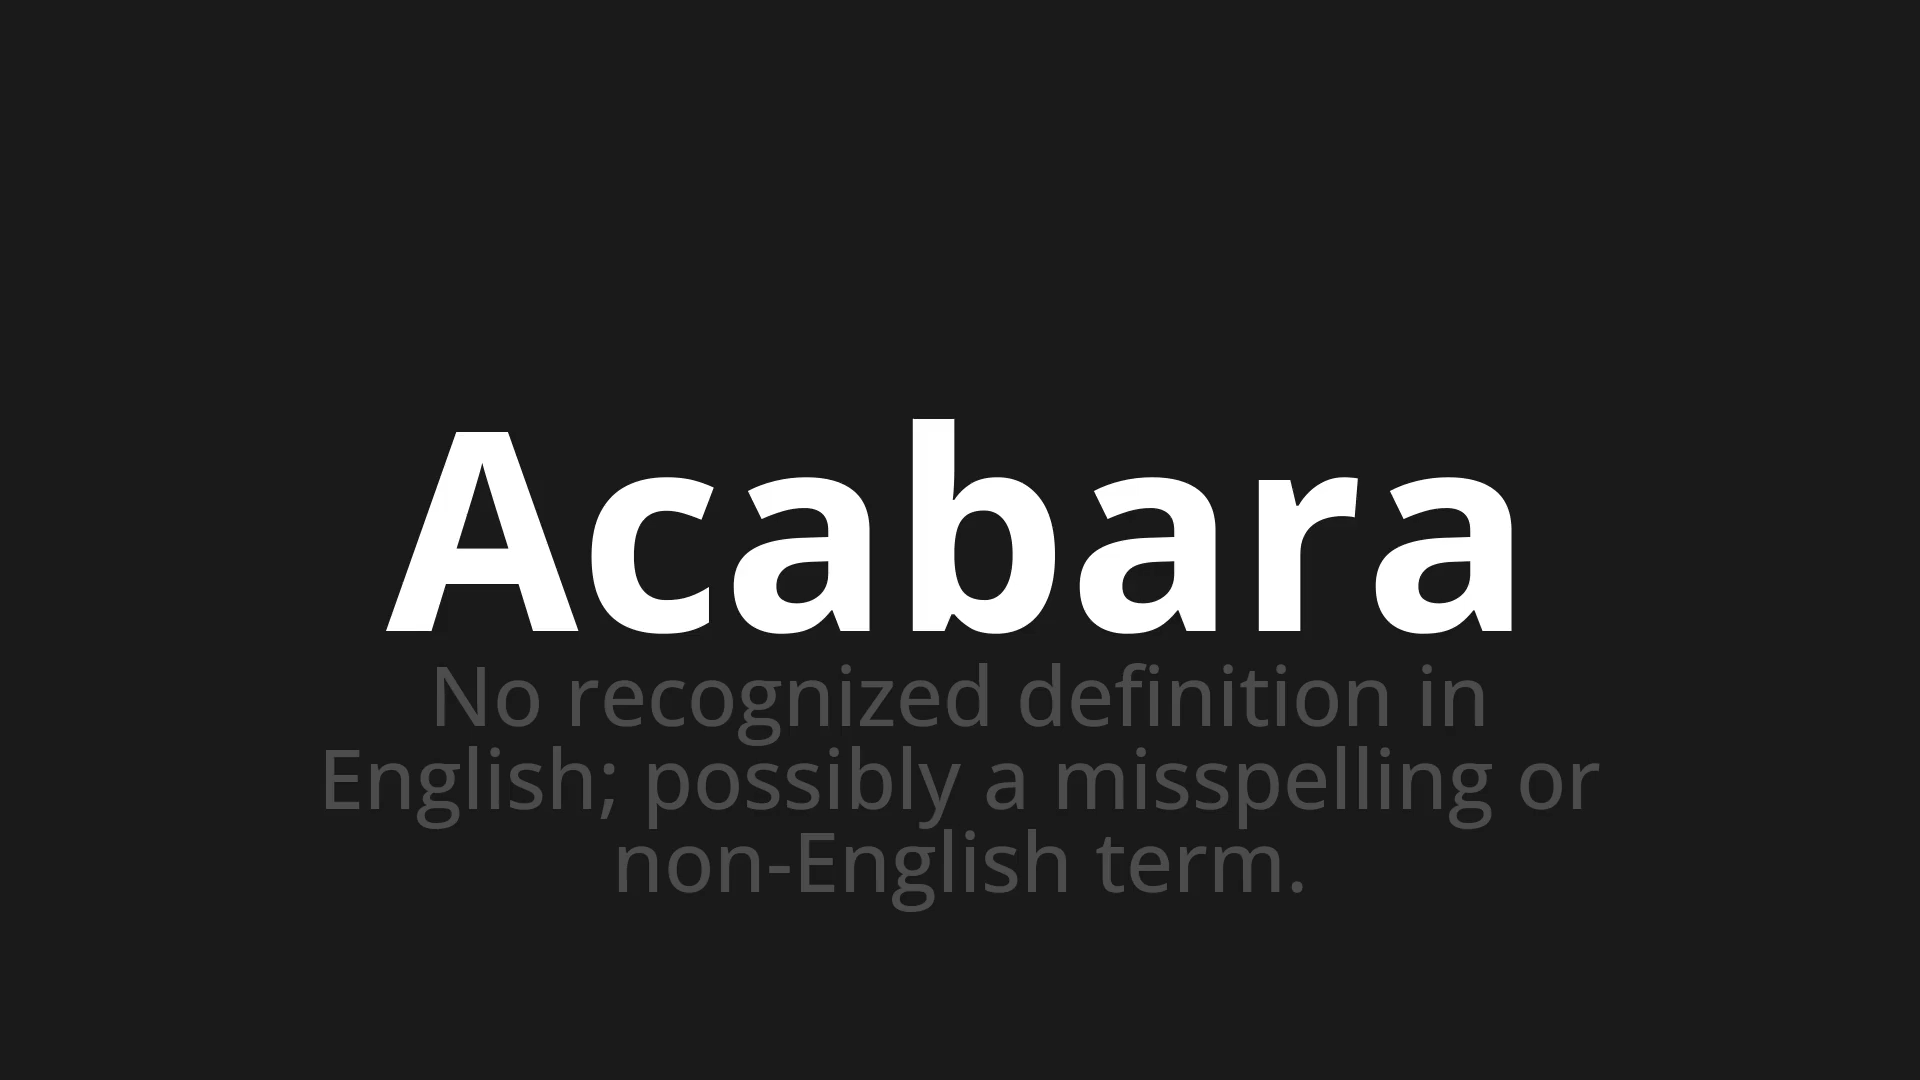 Acabara
No recognized definition in
English; possibly a misspelling or
non-English term.